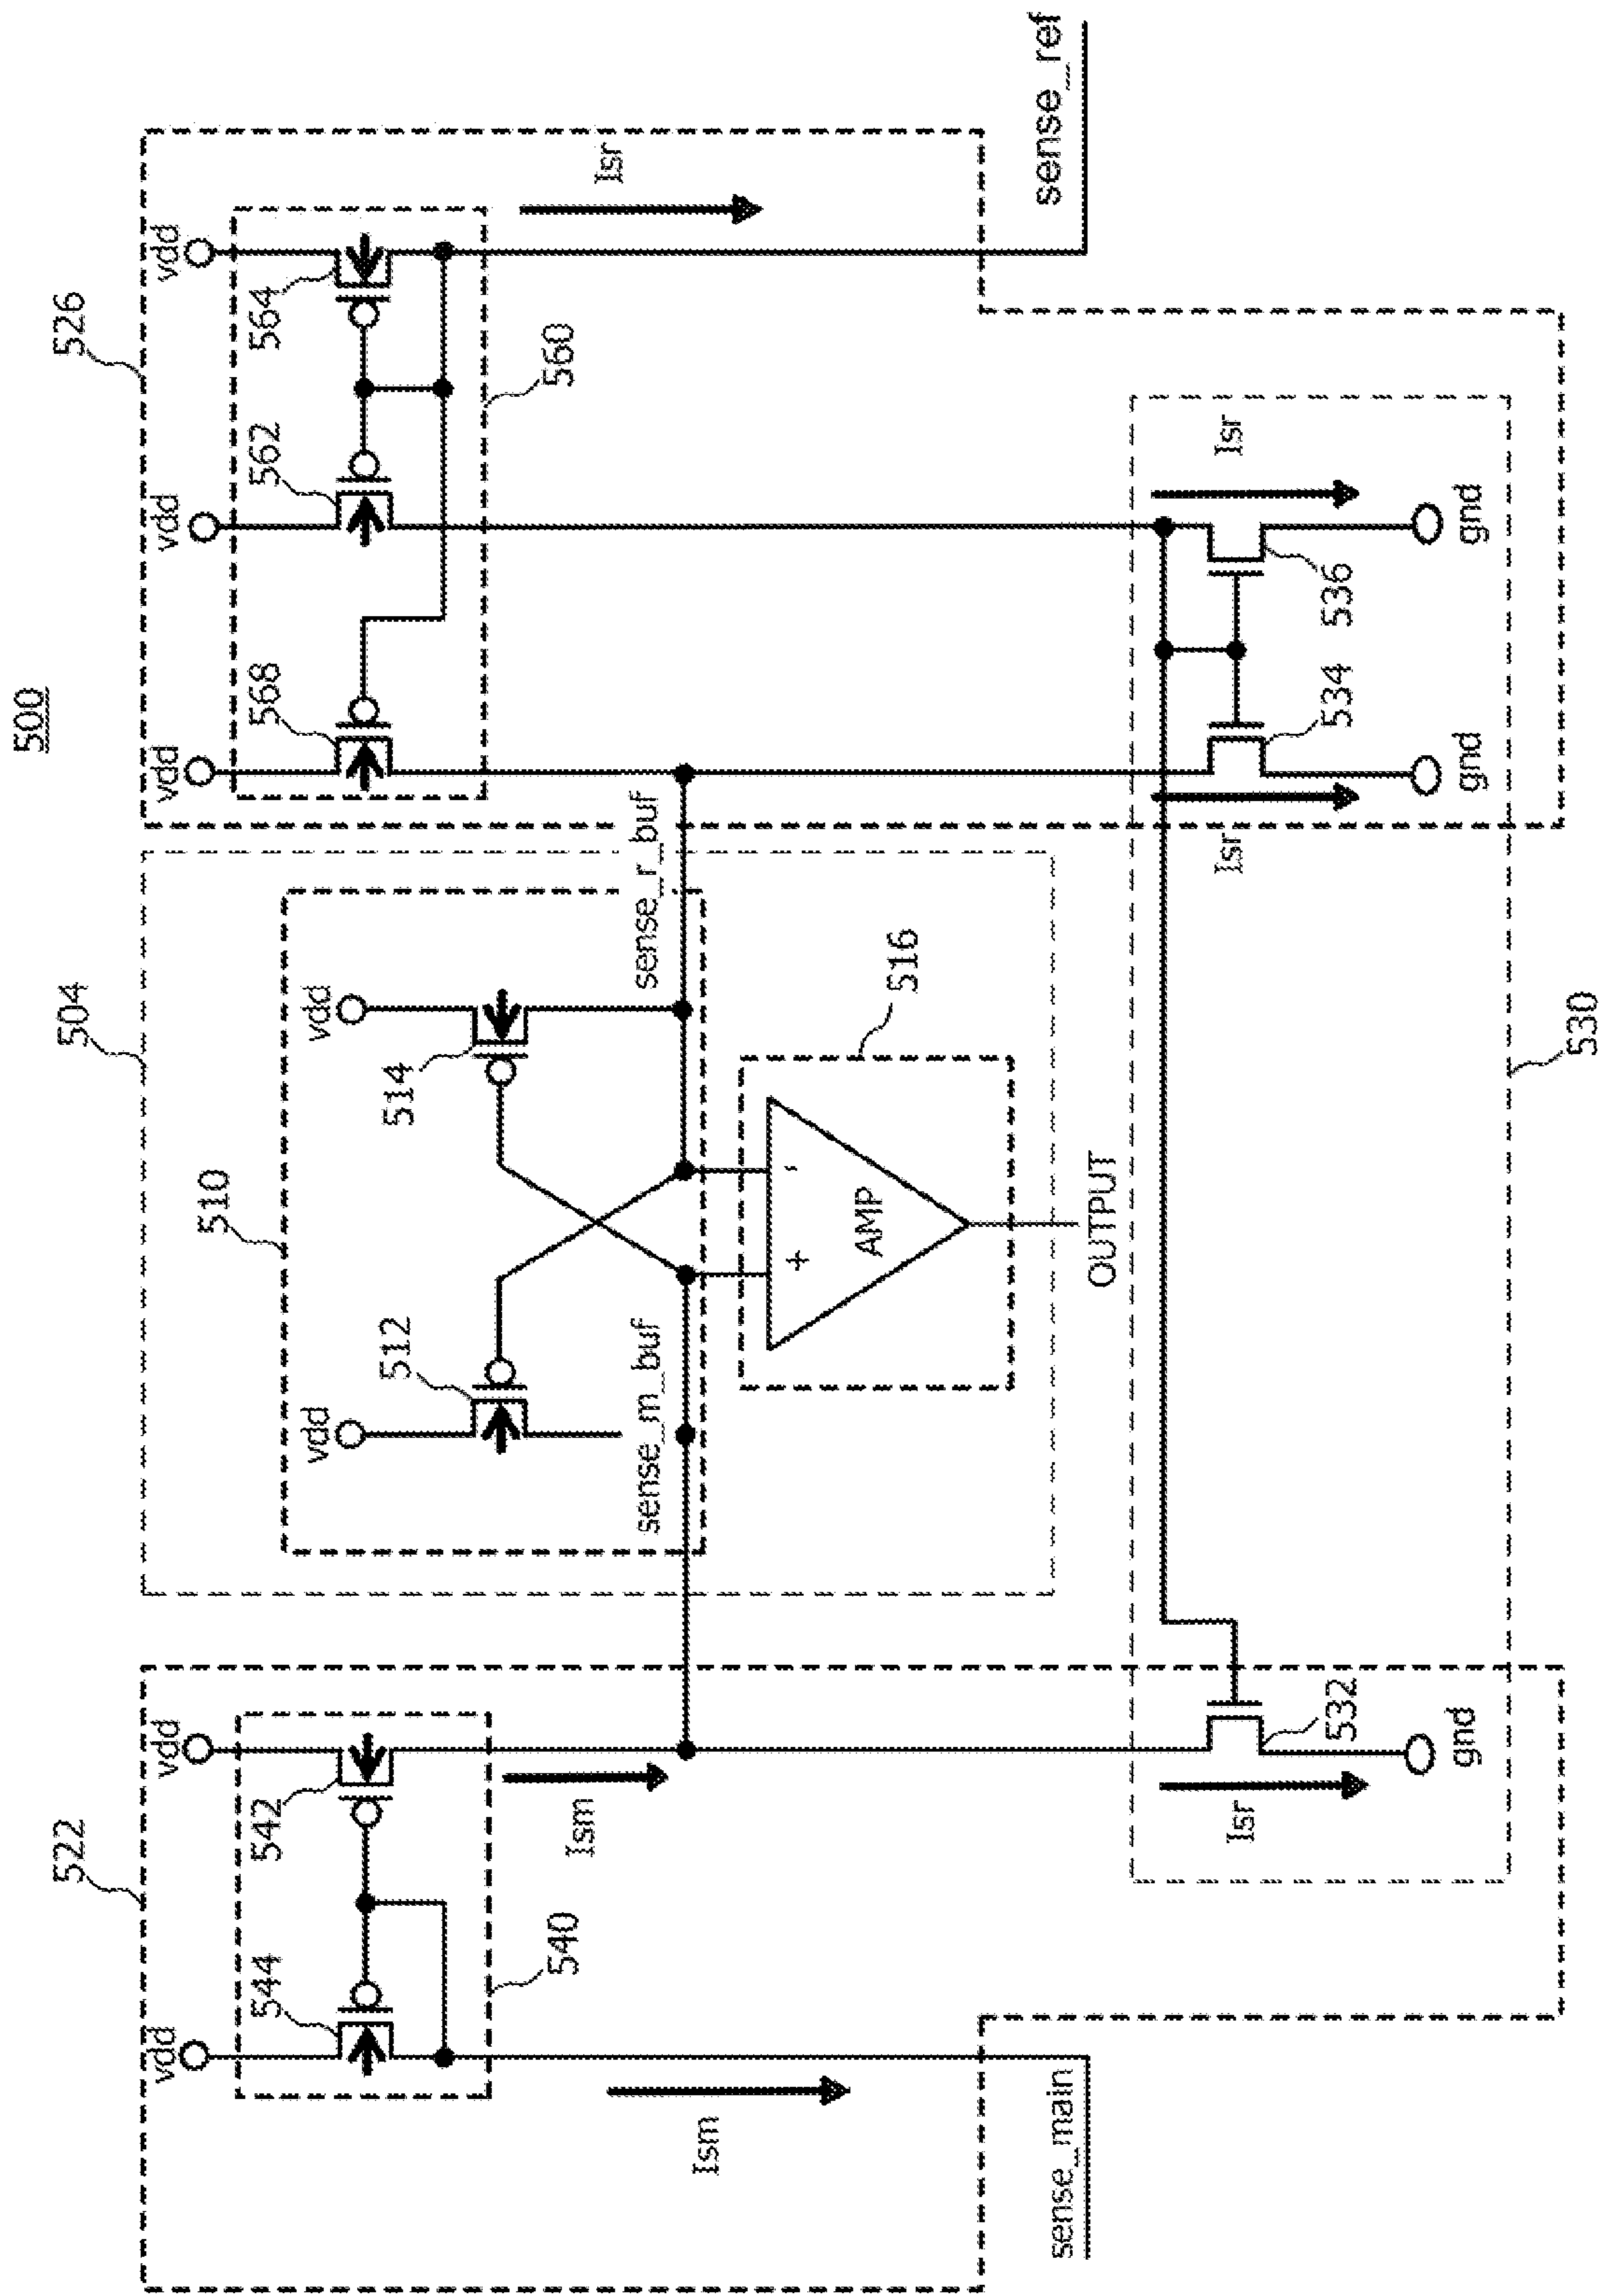 500
522
504
526
vdd
vdd
vdd
vdd
vdd
544
542
568
562
564
510
vdd
vdd
512
514
540
560
Ism
Ism
Isr
sense_m_buf
sense_r_buf
+
-
AMP
516
sense_main
OUTPUT
sense_ref
Isr
Isr
Isr
532
534
536
gnd
gnd
gnd
530